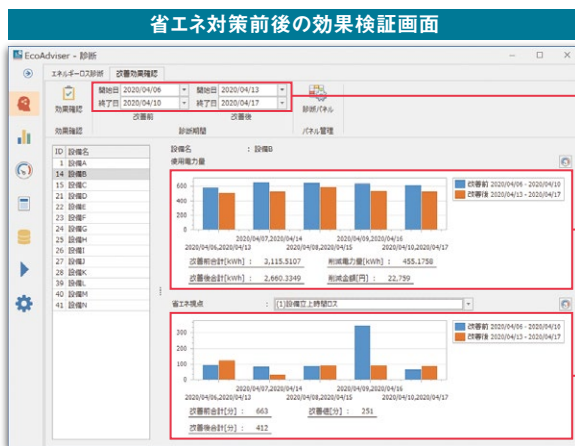 省エネ対策前後の効果検証画面
EcoAdviser - 診断
エネルギーロス診断 改善効果確認
開始日 2020/04/06 開始日 2020/04/13
終了日 2020/04/10 終了日 2020/04/17
効果確認 改善前 改善後 診断パネル
効果確認 診断期間 パネル管理
ID 設備名
1 設備A
14 設備B
15 設備C
21 設備D
22 設備E
23 設備F
24 設備G
25 設備H
26 設備I
27 設備J
28 設備K
39 設備L
40 設備M
41 設備N
設備名 : 設備B
使用電力量
600
400
200
0
改善前 2020/04/06 - 2020/04/10
改善後 2020/04/13 - 2020/04/17
2020/04/07,2020/04/14 2020/04/09,2020/04/16
2020/04/06,2020/04/13 2020/04/08,2020/04/15 2020/04/10,2020/04/17
改善前合計[kWh] : 3,115.5107 削減電力量[kWh] : 455.1758
改善後合計[kWh] : 2,660.3349 削減金額[円] : 22,759
省エネ視点 : [1]設備立上時間ロス
300
200
100
0
改善前 2020/04/06 - 2020/04/10
改善後 2020/04/13 - 2020/04/17
2020/04/07,2020/04/14 2020/04/09,2020/04/16
2020/04/06,2020/04/13 2020/04/08,2020/04/15 2020/04/10,2020/04/17
改善前合計[分] : 663 改善値[分] : 251
改善後合計[分] : 412